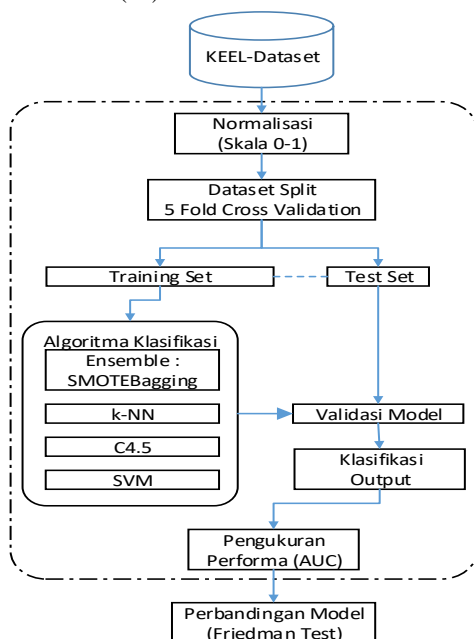 KEEL-Dataset
Normalisasi
(Skala 0-1)
Dataset Split
5 Fold Cross Validation
Training Set
Test Set
Algoritma Klasifikasi
Ensemble :
SMOTEBagging
k-NN
C4.5
SVM
Validasi Model
Klasifikasi
Output
Pengukuran
Performa (AUC)
Perbandingan Model
(Friedman Test)